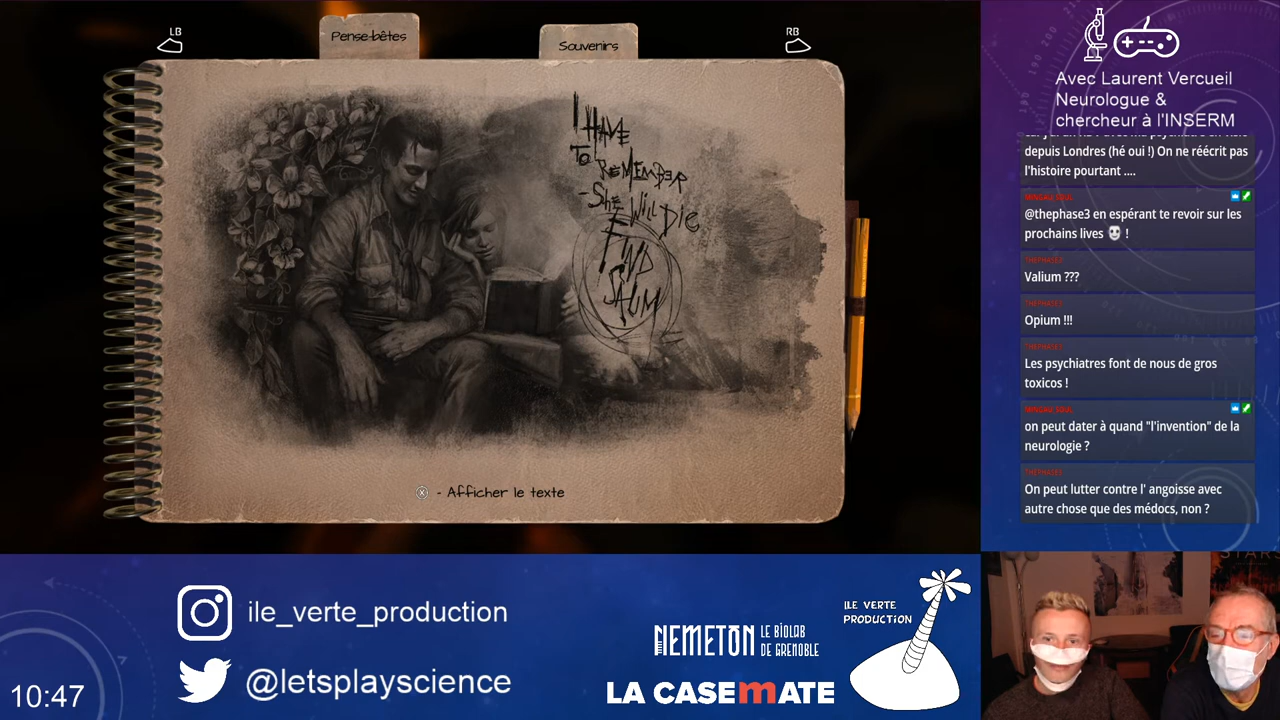 LB
Pense-bêtes
Souvenirs
RB
I HAVE
TO REMEMBER
- SHE WILL DIE
FIND
- Afficher le texte
Avec Laurent Vercueil
Neurologue &
chercheur à l'INSERM
depuis Londres (hé oui !) On ne réécrit pas
l'histoire pourtant ....
@thephase3 en espérant te revoir sur les
prochains lives !
THEPHASE3
Valium ???
THEPHASE3
Opium !!!
THEPHASE3
Les psychiatres font de nous de gros
toxicos !
on peut dater à quand "l'invention" de la
neurologie ?
THEPHASE3
On peut lutter contre l' angoisse avec
autre chose que des médocs, non ?
ile_verte_production
@letsplayscience
10:47
NEMETON LE BIOLAB
DE GRENOBLE
LA CASEMATE
ILE VERTE
PRODUCTION